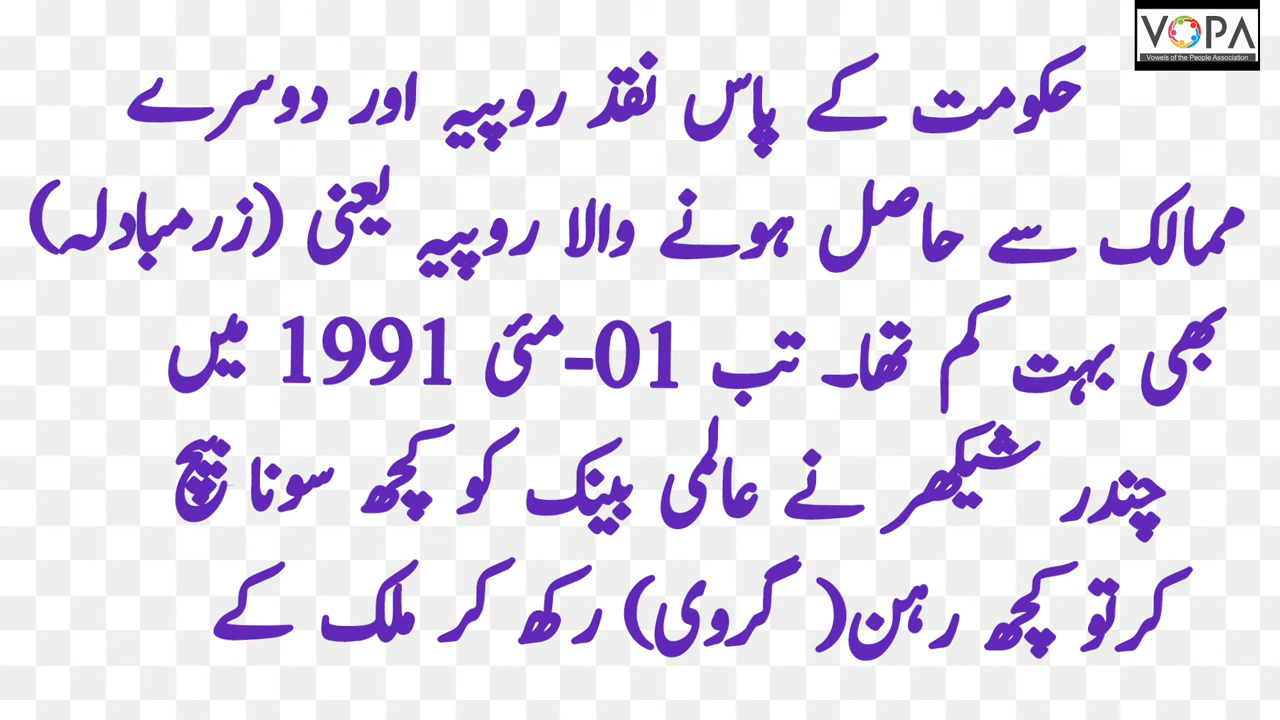 VOPA
Vowels of the People Association
حکومت کے پاس نقد روپیہ اور دوسرے
ممالک سے حاصل ہونے والا روپیہ یعنی (زرمبادلہ)
بھی بہت کم تھا۔ تب 01-مئی 1991 میں
چندر شیکھر نے عالمی بینک کو کچھ سونا بیچ
کرتو کچھ رہن( گروی) رکھ کر ملک کے